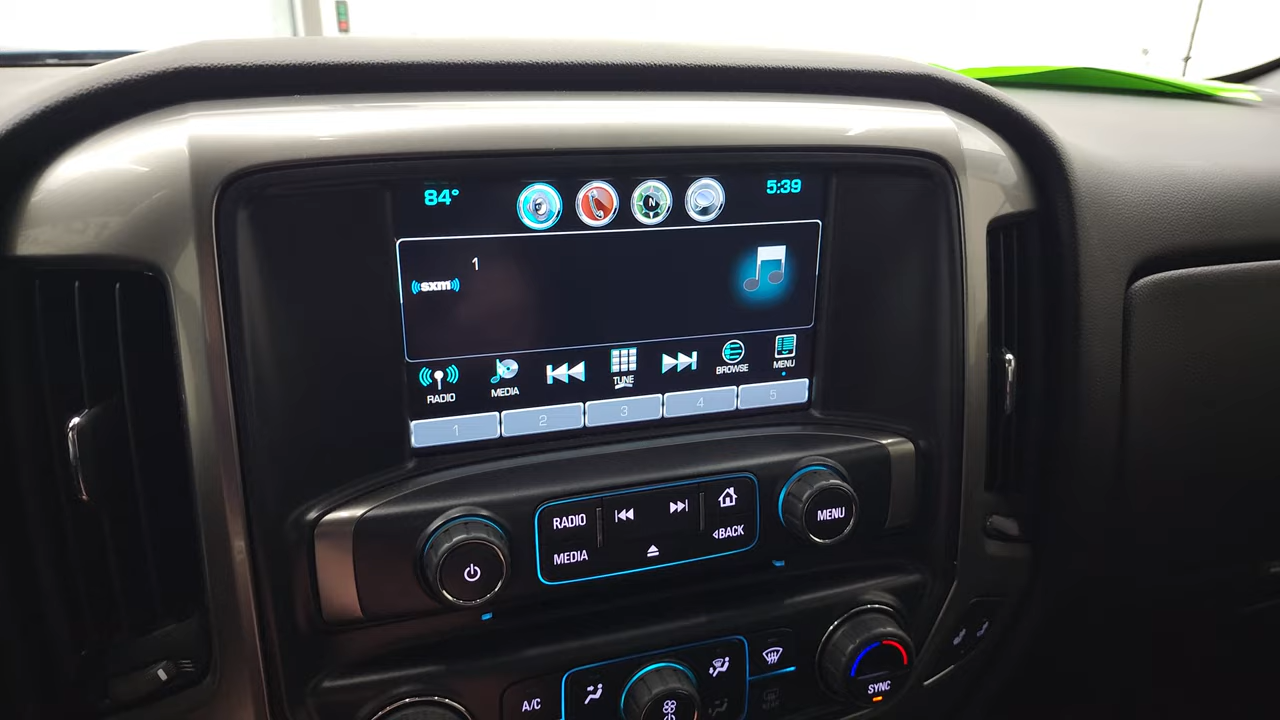 84°
N
5:39
1
sxm
RADIO
MEDIA
TUNE
BROWSE
MENU
1
2
3
4
5
RADIO
MEDIA
BACK
MENU
A/C
SYNC